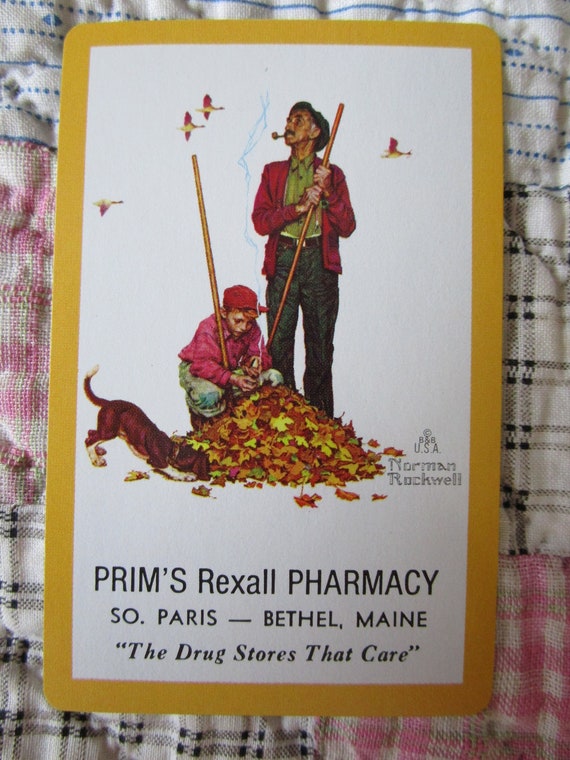 ©
B&B
U.S.A.
Norman
Rockwell
PRIM'S Rexall PHARMACY
SO. PARIS — BETHEL, MAINE
"The Drug Stores That Care"